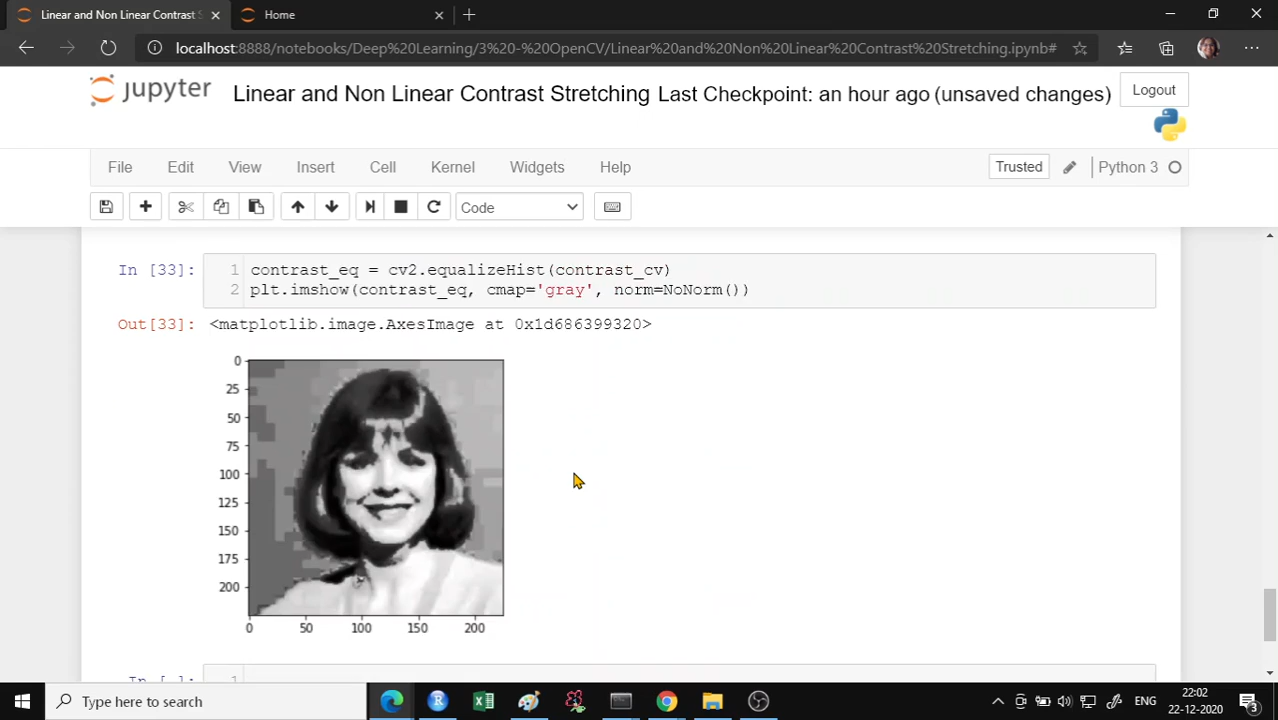 Linear and Non Linear Contrast S
Home
localhost:8888/notebooks/Deep%20Learning/3%20-%20OpenCV/Linear%20and%20Non%20Linear%20Contrast%20Stretching.ipynb#
jupyter
Linear and Non Linear Contrast Stretching Last Checkpoint: an hour ago (unsaved changes)
Logout
File Edit View Insert Cell Kernel Widgets Help
Trusted
Python 3
Code
In [33]:
1 contrast_eq = cv2.equalizeHist(contrast_cv)
2 plt.imshow(contrast_eq, cmap='gray', norm=NoNorm())
Out[33]: <matplotlib.image.AxesImage at 0x1d686399320>
0
25
50
75
100
125
150
175
200
0 50 100 150 200
In [ ]:
1
Type here to search
ENG
22:02
22-12-2020
3